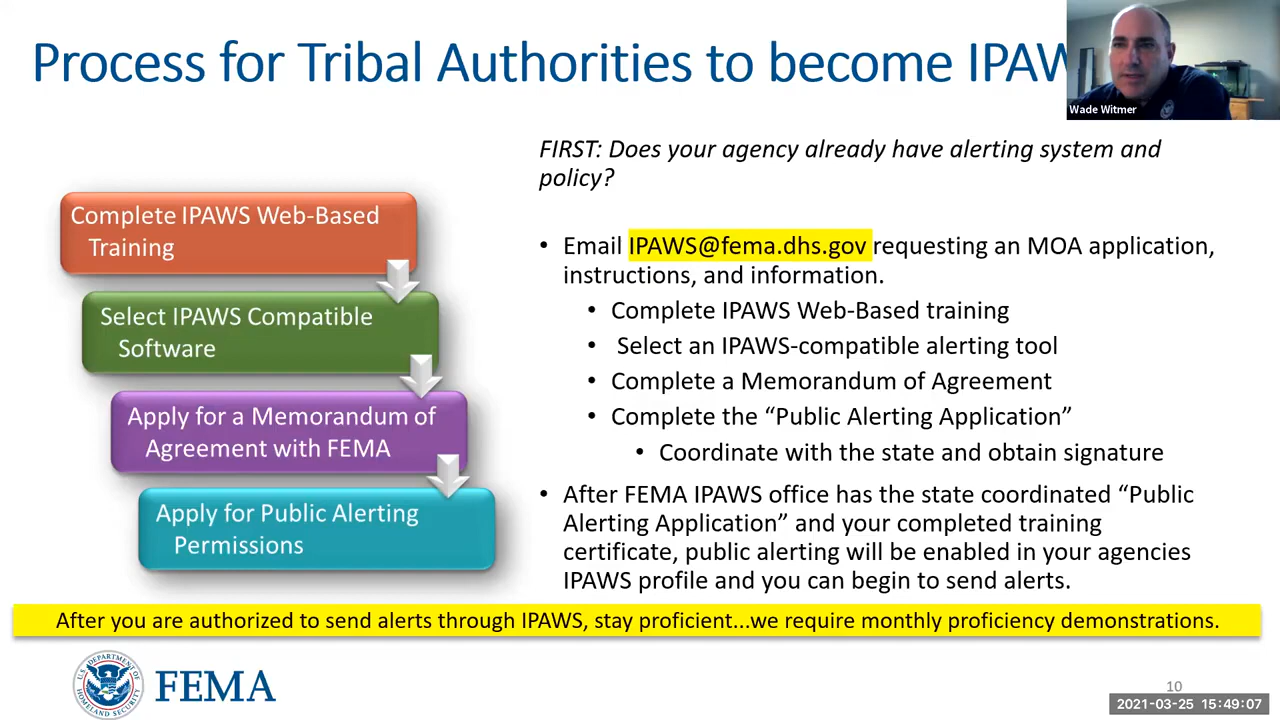 Process for Tribal Authorities to become IPAW
Wade Witmer
FIRST: Does your agency already have alerting system and
policy?
Complete IPAWS Web-Based
Training
Select IPAWS Compatible
Software
Apply for a Memorandum of
Agreement with FEMA
Apply for Public Alerting
Permissions
• Email IPAWS@fema.dhs.gov requesting an MOA application,
instructions, and information.
• Complete IPAWS Web-Based training
• Select an IPAWS-compatible alerting tool
• Complete a Memorandum of Agreement
• Complete the “Public Alerting Application”
• Coordinate with the state and obtain signature
• After FEMA IPAWS office has the state coordinated “Public
Alerting Application” and your completed training
certificate, public alerting will be enabled in your agencies
IPAWS profile and you can begin to send alerts.
After you are authorized to send alerts through IPAWS, stay proficient...we require monthly proficiency demonstrations.
U.S. DEPARTMENT OF
HOMELAND SECURITY
FEMA
10
2021-03-25 15:49:07